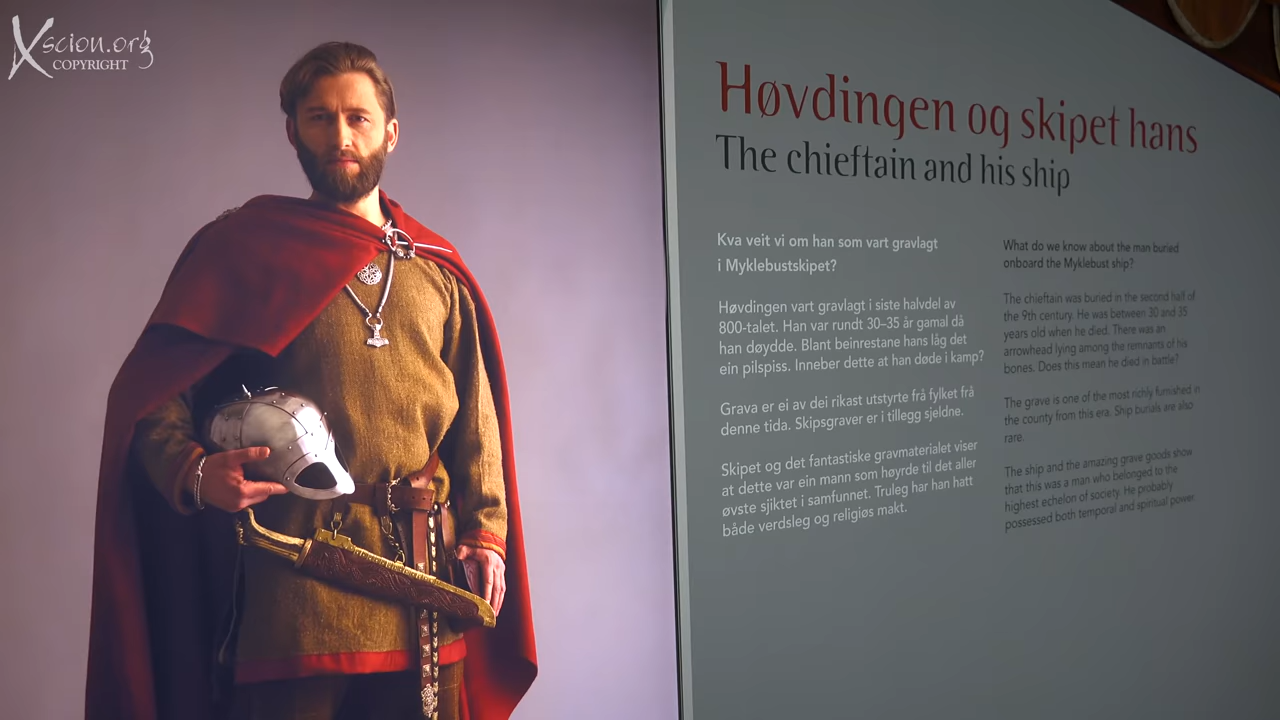 Xscion.org
COPYRIGHT
Høvdingen og skipet hans
The chieftain and his ship
Kva veit vi om han som vart gravlagt
i Myklebustskipet?
Høvdingen vart gravlagt i siste halvdel av
800-talet. Han var rundt 30–35 år gamal då
han døydde. Blant beinrestane hans låg det
ein pilspiss. Inneber dette at han døde i kamp?
Grava er ei av dei rikast utstyrte frå fylket frå
denne tida. Skipsgraver er i tillegg sjeldne.
Skipet og det fantastiske gravmaterialet viser
at dette var ein mann som høyrde til det aller
øvste sjiktet i samfunnet. Truleg har han hatt
både verdsleg og religiøs makt.
What do we know about the man buried
onboard the Myklebust ship?
The chieftain was buried in the second half of
the 9th century. He was between 30 and 35
years old when he died. There was an
arrowhead lying among the remnants of his
bones. Does this mean he died in battle?
The grave is one of the most richly furnished in
the county from this era. Ship burials are also
rare.
The ship and the amazing grave goods show
that this was a man who belonged to the
highest echelon of society. He probably
possessed both temporal and spiritual power